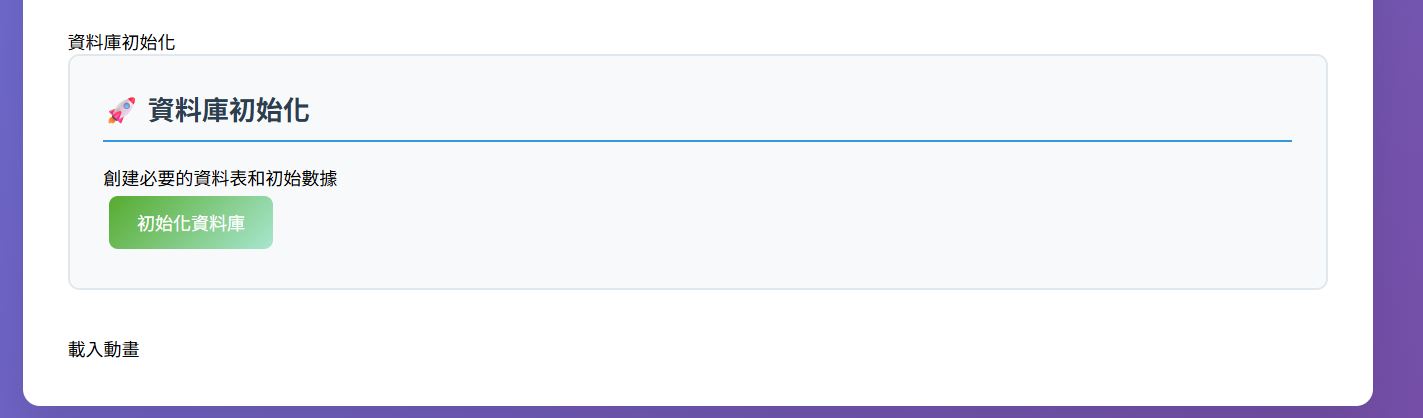 資料庫初始化
🚀 資料庫初始化
創建必要的資料表和初始數據
初始化資料庫
載入動畫